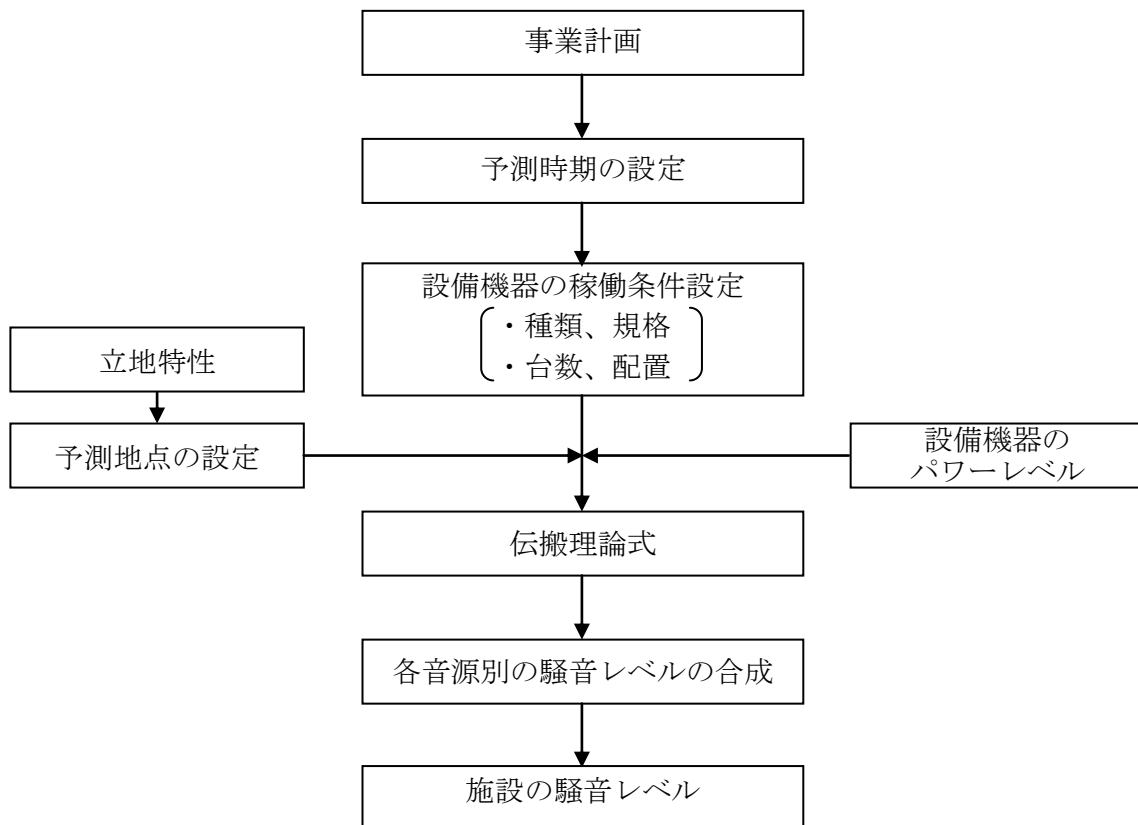 事業計画
予測時期の設定
設備機器の稼働条件設定
・種類、規格
・台数、配置
立地特性
予測地点の設定
設備機器の
パワーレベル
伝搬理論式
各音源別の騒音レベルの合成
施設の騒音レベル